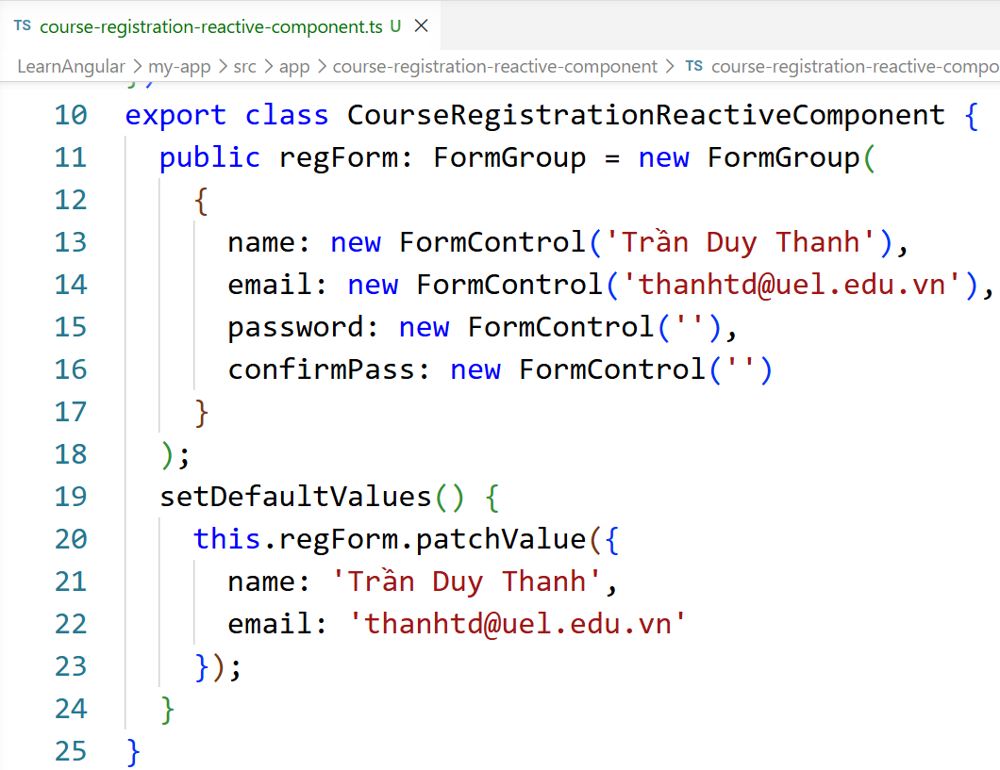 TS course-registration-reactive-component.ts U ×
LearnAngular > my-app > src > app > course-registration-reactive-component > TS course-registration-reactive-compo
10 export class CourseRegistrationReactiveComponent {
11 public regForm: FormGroup = new FormGroup(
12 {
13 name: new FormControl('Trần Duy Thanh'),
14 email: new FormControl('thanhtd@uel.edu.vn'),
15 password: new FormControl(''),
16 confirmPass: new FormControl('')
17 }
18 );
19 setDefaultValues() {
20 this.regForm.patchValue({
21 name: 'Trần Duy Thanh',
22 email: 'thanhtd@uel.edu.vn'
23 });
24 }
25 }